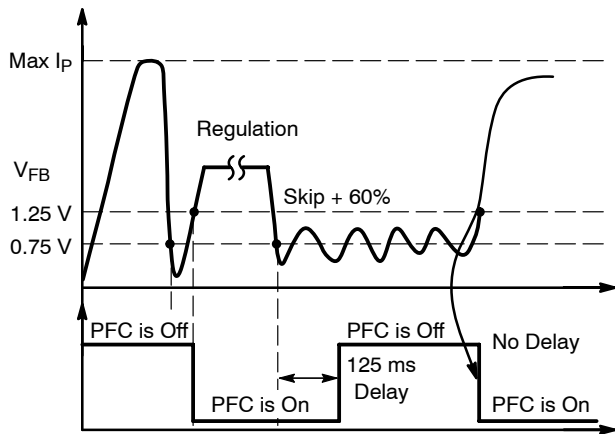 Max IP
Regulation
VFB
Skip + 60%
1.25 V
0.75 V
PFC is Off
PFC is Off
No Delay
125 ms
Delay
PFC is On
PFC is On